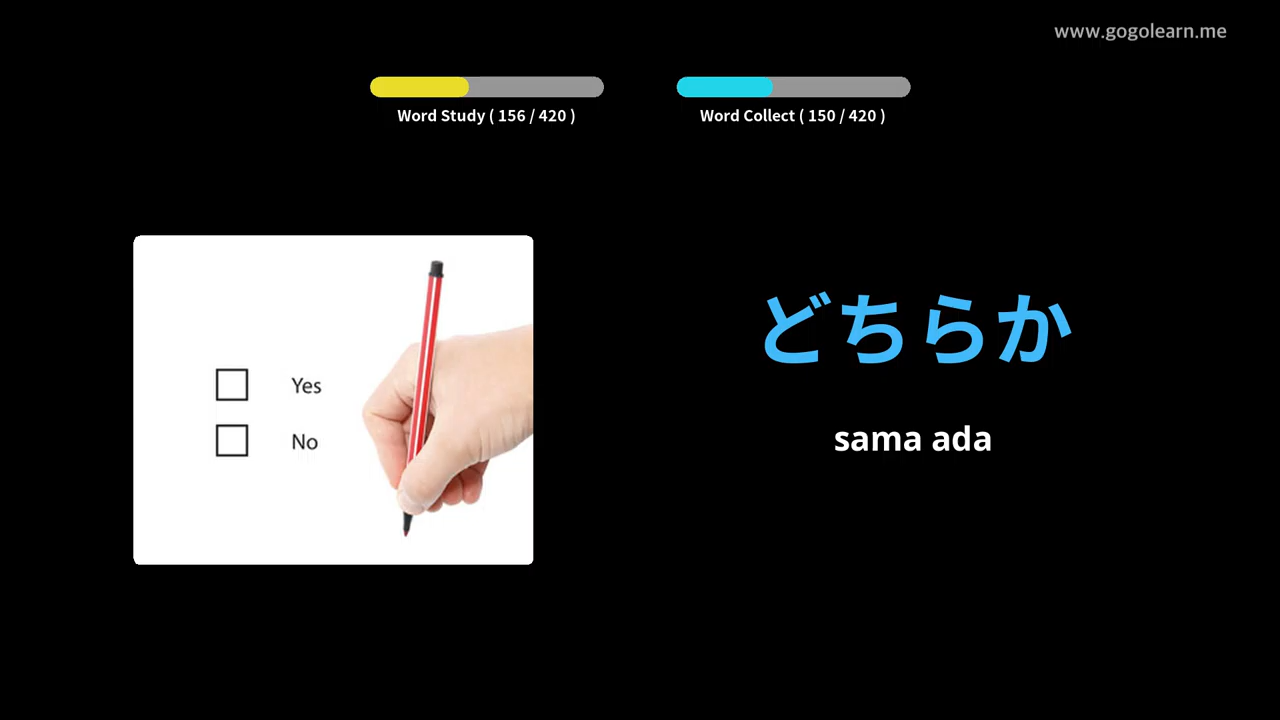 www.gogolearn.me
Word Study ( 156 / 420 )
Word Collect ( 150 / 420 )
Yes
No
どちらか
sama ada